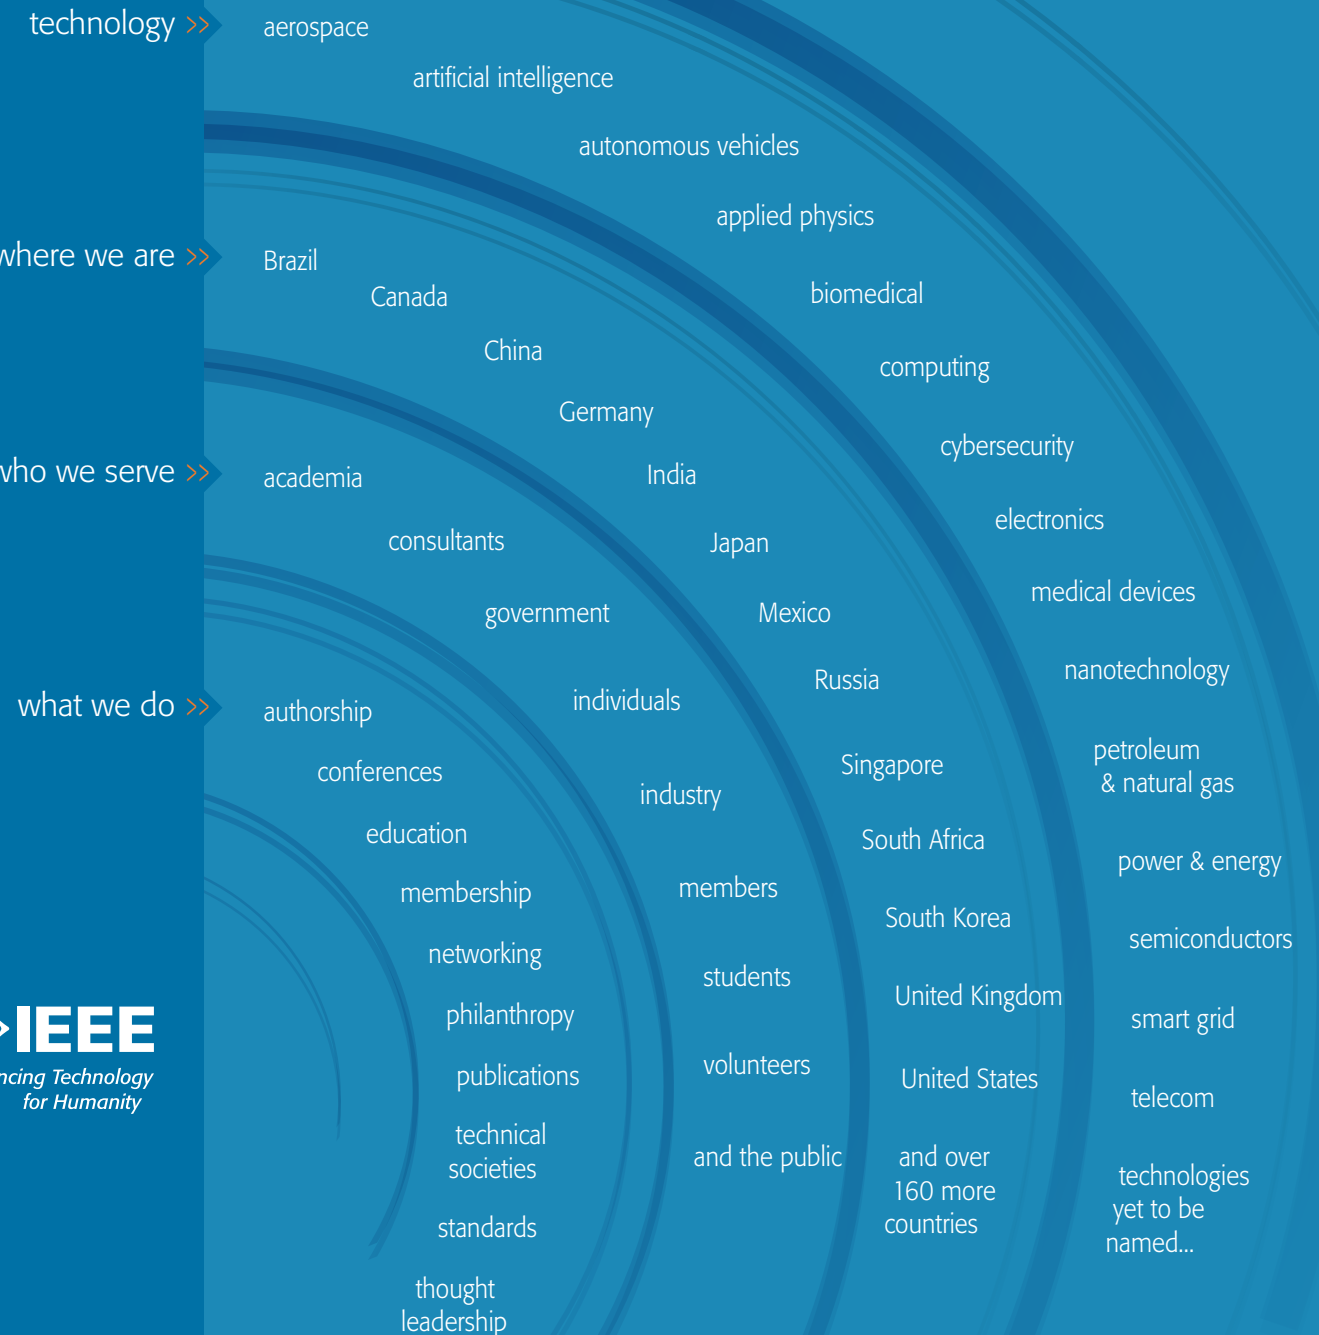 technology >>
aerospace
artificial intelligence
autonomous vehicles
applied physics
biomedical
computing
cybersecurity
electronics
medical devices
nanotechnology
petroleum
& natural gas
power & energy
semiconductors
smart grid
telecom
technologies
yet to be
named...
where we are >>
Brazil
Canada
China
Germany
India
Japan
Mexico
Russia
Singapore
South Africa
South Korea
United Kingdom
United States
and over
160 more
countries
who we serve >>
academia
consultants
government
individuals
industry
members
students
volunteers
and the public
what we do >>
authorship
conferences
education
membership
networking
philanthropy
publications
technical
societies
standards
thought
leadership
IEEE
ncing Technology
for Humanity